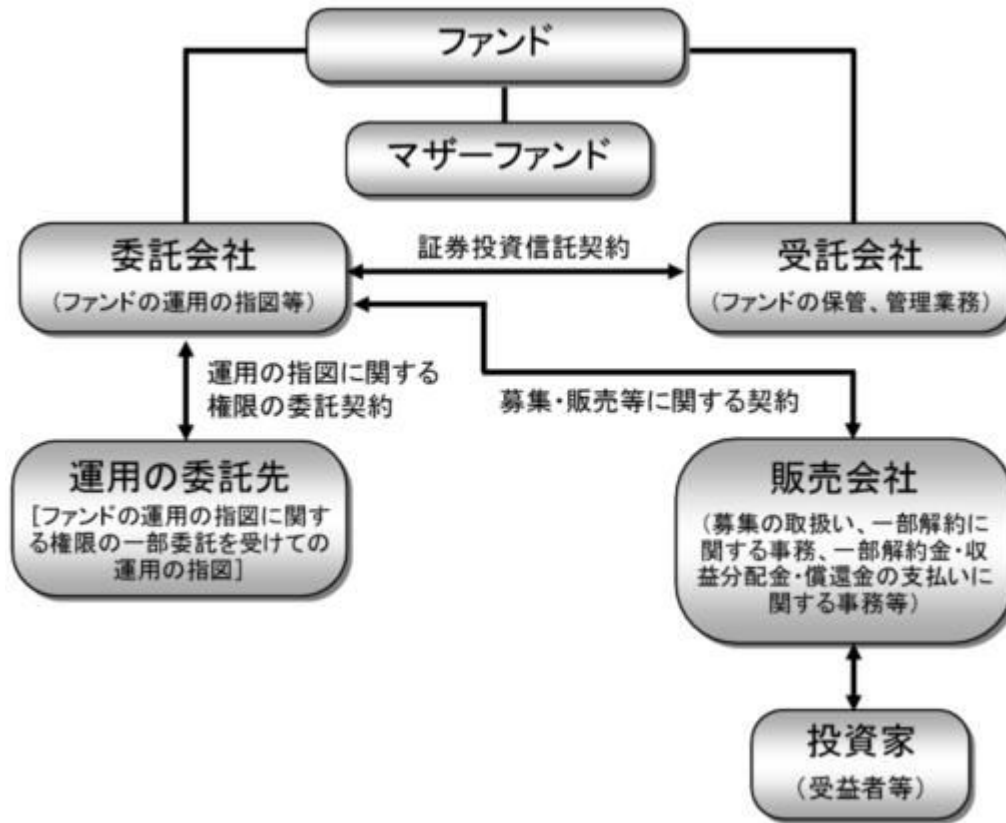 ファンド
マザーファンド
委託会社
（ファンドの運用の指図等）
証券投資信託契約
受託会社
（ファンドの保管、管理業務）
運用の指図に関する
権限の委託契約
募集・販売等に関する契約
運用の委託先
[ファンドの運用の指図に関す
る権限の一部委託を受けての
運用の指図]
販売会社
（募集の取扱い、一部解約に
関する事務、一部解約金・収
益分配金・償還金の支払いに
関する事務等）
投資家
（受益者等）